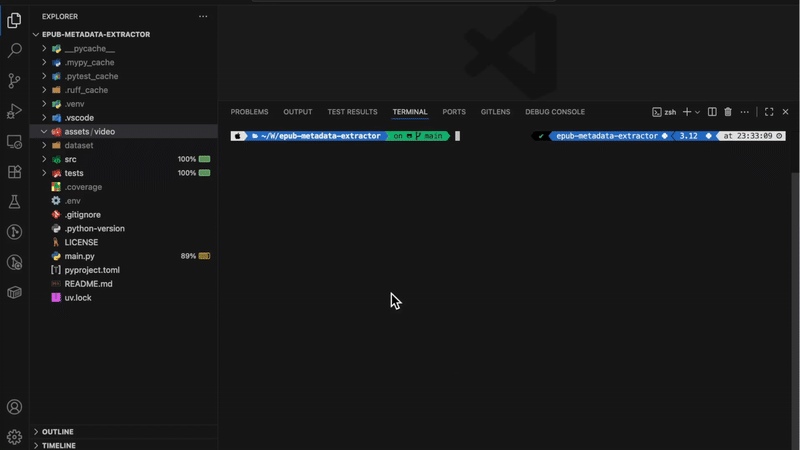 EXPLORER
EPUB-METADATA-EXTRACTOR
__pycache__
.mypy_cache
.pytest_cache
.ruff_cache
.venv
.vscode
assets/video
dataset
src 100%
tests 100%
.coverage
.env
.gitignore
.python-version
LICENSE
main.py 89%
pyproject.toml
README.md
uv.lock
OUTLINE
TIMELINE
PROBLEMS OUTPUT TEST RESULTS TERMINAL PORTS GITLENS DEBUG CONSOLE
zsh
~/W/epub-metadata-extractor on main ✔ epub-metadata-extractor 3.12 at 23:33:09